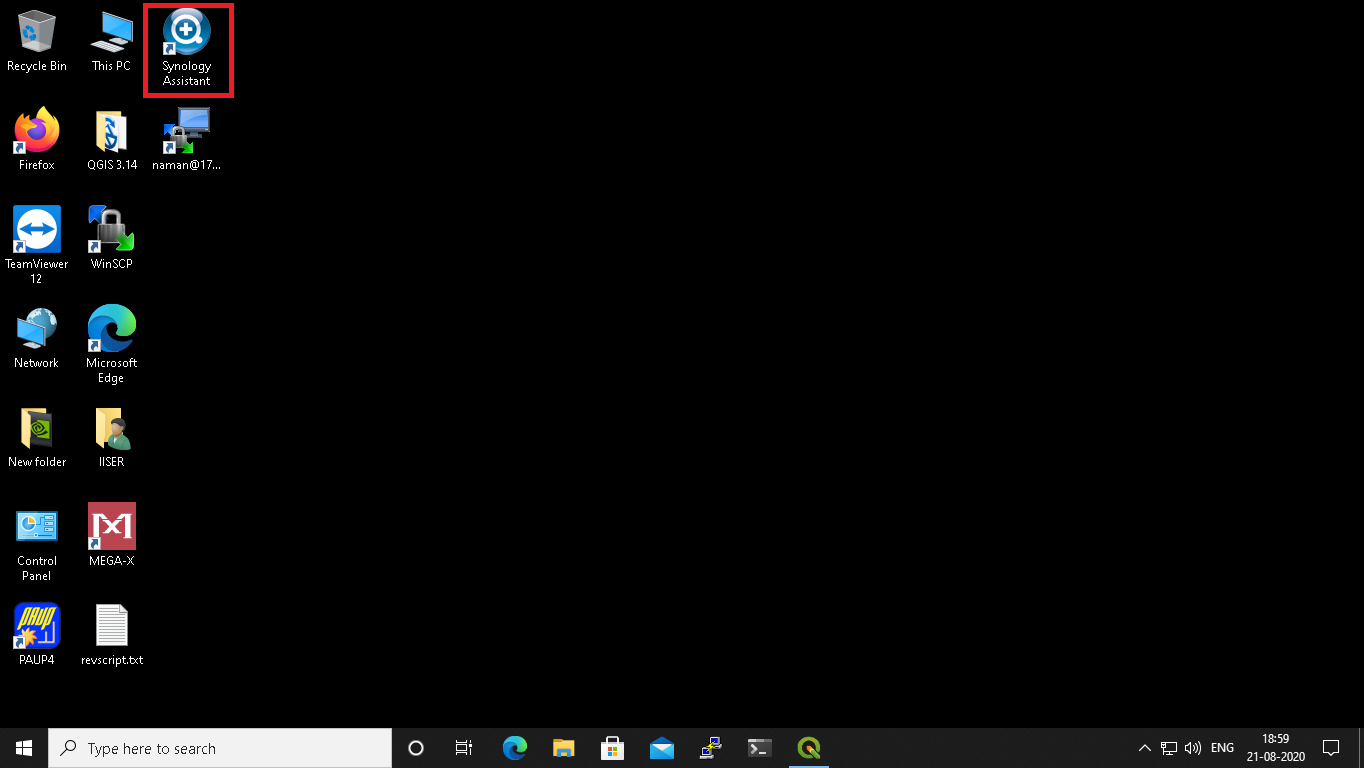 Recycle Bin
This PC
Synology
Assistant
Firefox
QGIS 3.14
naman@17...
TeamViewer
12
WinSCP
Network
Microsoft
Edge
New folder
IISER
Control
Panel
MEGA-X
PAUP
PAUP4
revscript.txt
Type here to search
ENG
18:59
21-08-2020